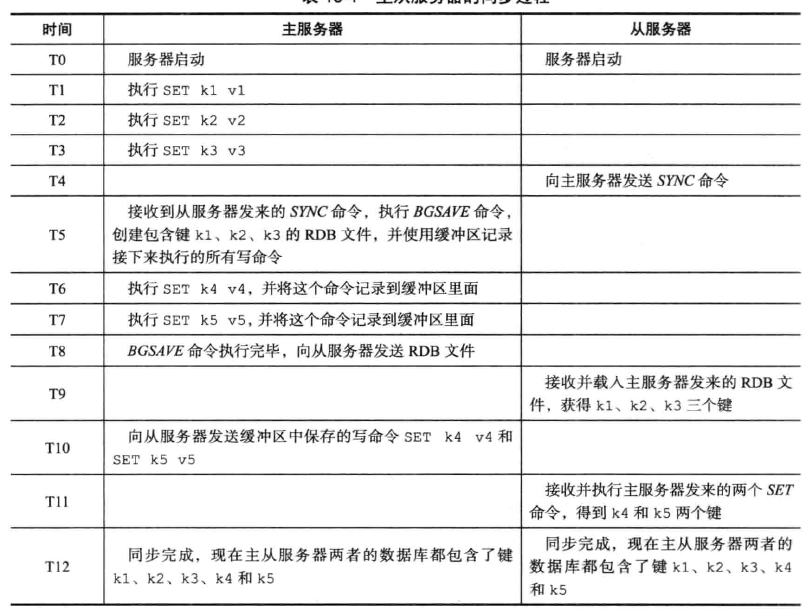 时间 主服务器 从服务器
T0 服务器启动 服务器启动
T1 执行 SET k1 v1
T2 执行 SET k2 v2
T3 执行 SET k3 v3
T4 向主服务器发送 SYNC 命令
接收到从服务器发来的 SYNC 命令，执行 BGSAVE 命令，
T5 创建包含键 k1、k2、k3 的 RDB 文件，并使用缓冲区记录
接下来执行的所有写命令
T6 执行 SET k4 v4，并将这个命令记录到缓冲区里面
T7 执行 SET k5 v5，并将这个命令记录到缓冲区里面
T8 BGSAVE 命令执行完毕，向从服务器发送 RDB 文件
T9 接收并载入主服务器发来的 RDB 文
件，获得 k1、k2、k3 三个键
T10 向从服务器发送缓冲区中保存的写命令 SET k4 v4 和
SET k5 v5
T11 接收并执行主服务器发来的两个 SET
命令，得到 k4 和 k5 两个键
T12 同步完成，现在主从服务器两者的数据库都包含了键
k1、k2、k3、k4 和 k5
同步完成，现在主从服务器两者的
数据库都包含了键 k1、k2、k3、k4
和 k5